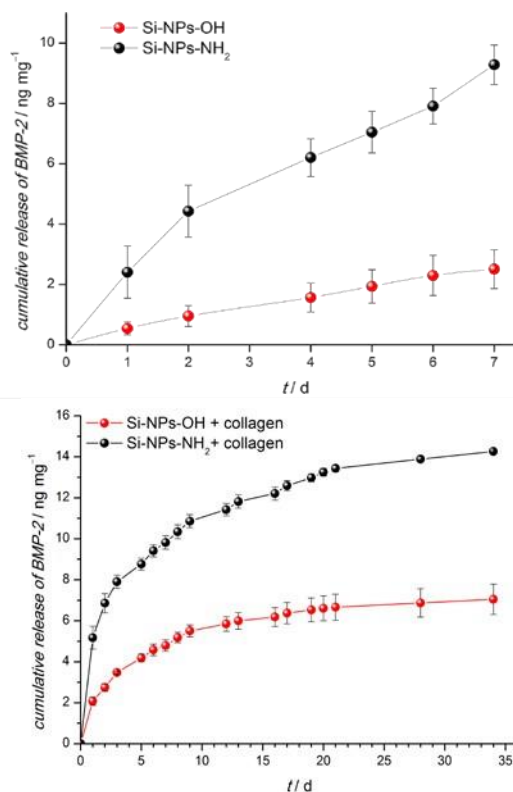 Si-NPs-OH
Si-NPs-NH₂
cumulative release of BMP-2 / ng mg⁻¹
10
8
6
4
2
0
0 1 2 3 4 5 6 7
t / d
Si-NPs-OH + collagen
Si-NPs-NH₂+ collagen
cumulative release of BMP-2 / ng mg⁻¹
16
14
12
10
8
6
4
2
0
0 5 10 15 20 25 30 35
t / d